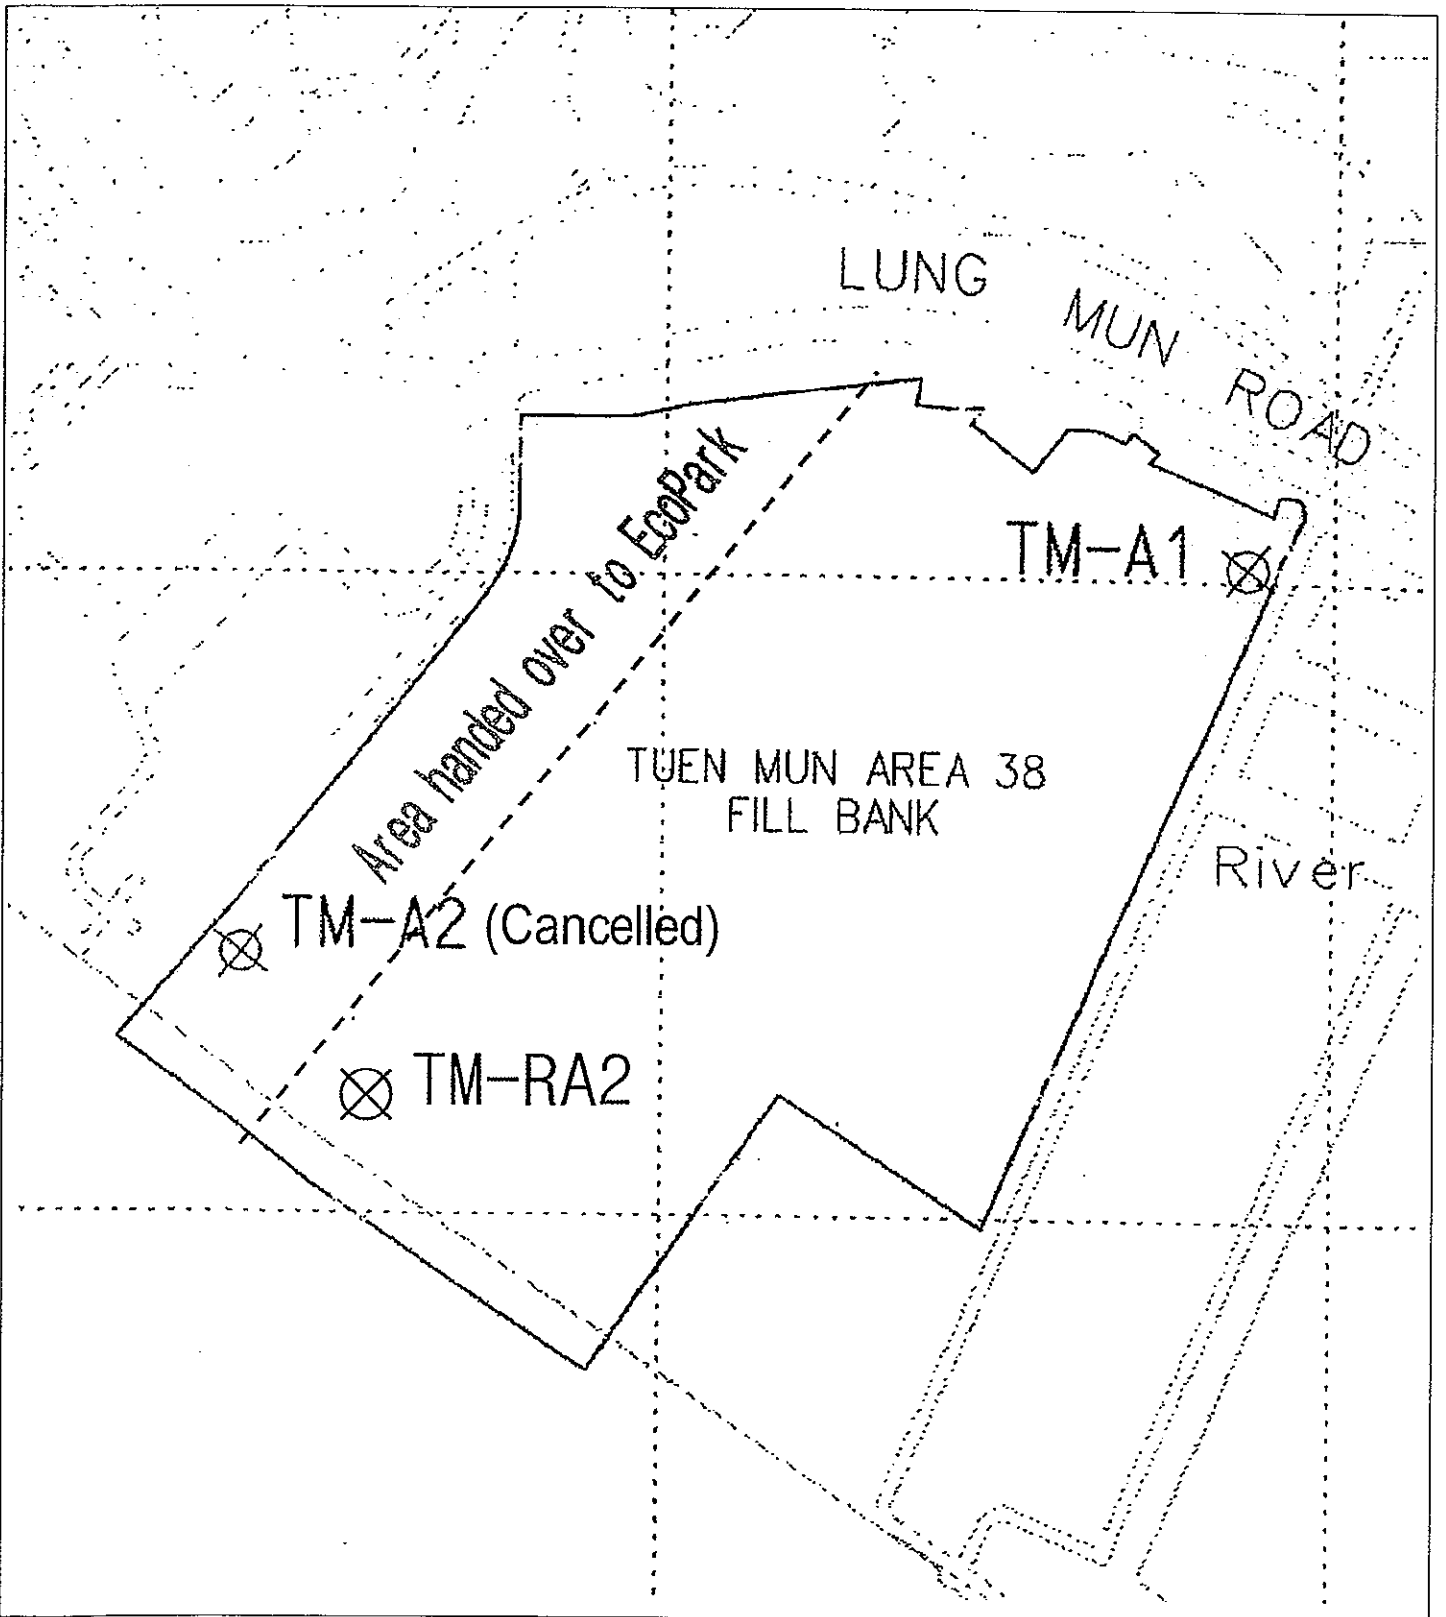 LUNG MUN ROAD
Area handed over to EcoPark
TM-A1
TUEN MUN AREA 38
FILL BANK
River
TM-A2 (Cancelled)
TM-RA2